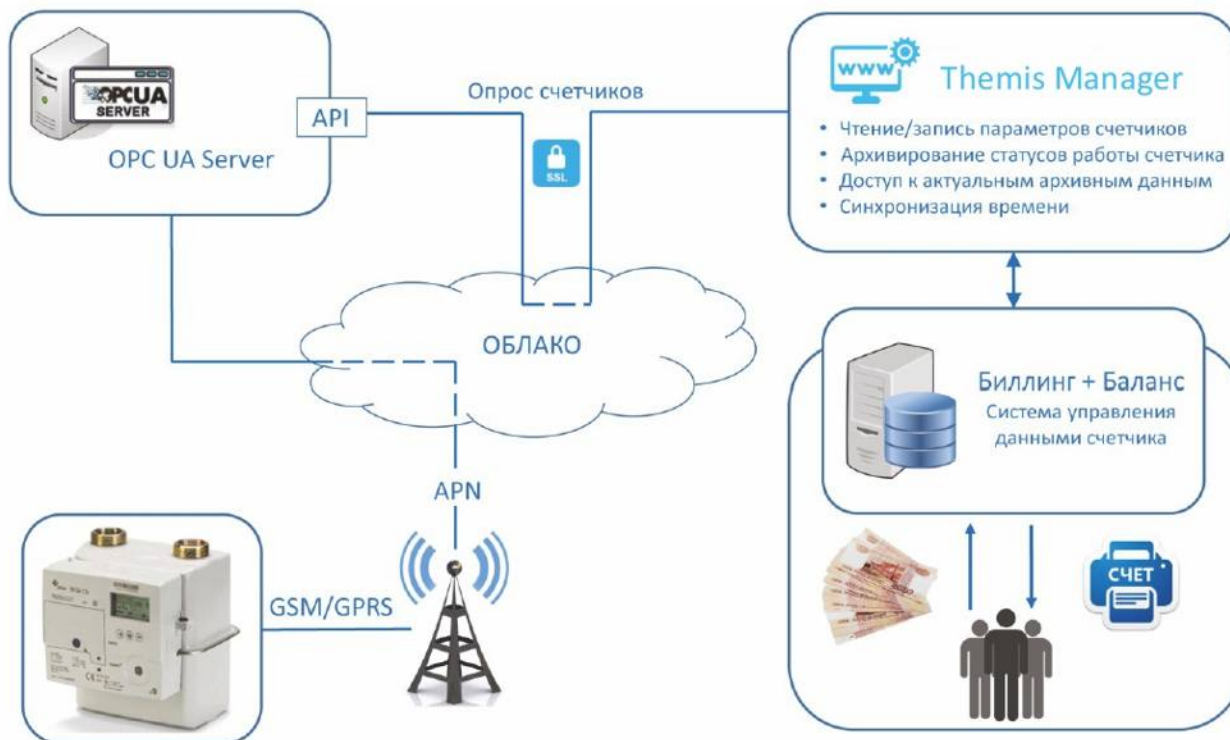 OPCUA
SERVER
OPC UA Server
API
Опрос счетчиков
SSL
www
Themis Manager
• Чтение/запись параметров счетчиков
• Архивирование статусов работы счетчика
• Доступ к актуальным архивным данным
• Синхронизация времени
ОБЛАКО
Биллинг + Баланс
Система управления
данными счетчика
APN
GSM/GPRS
СЧЕТ